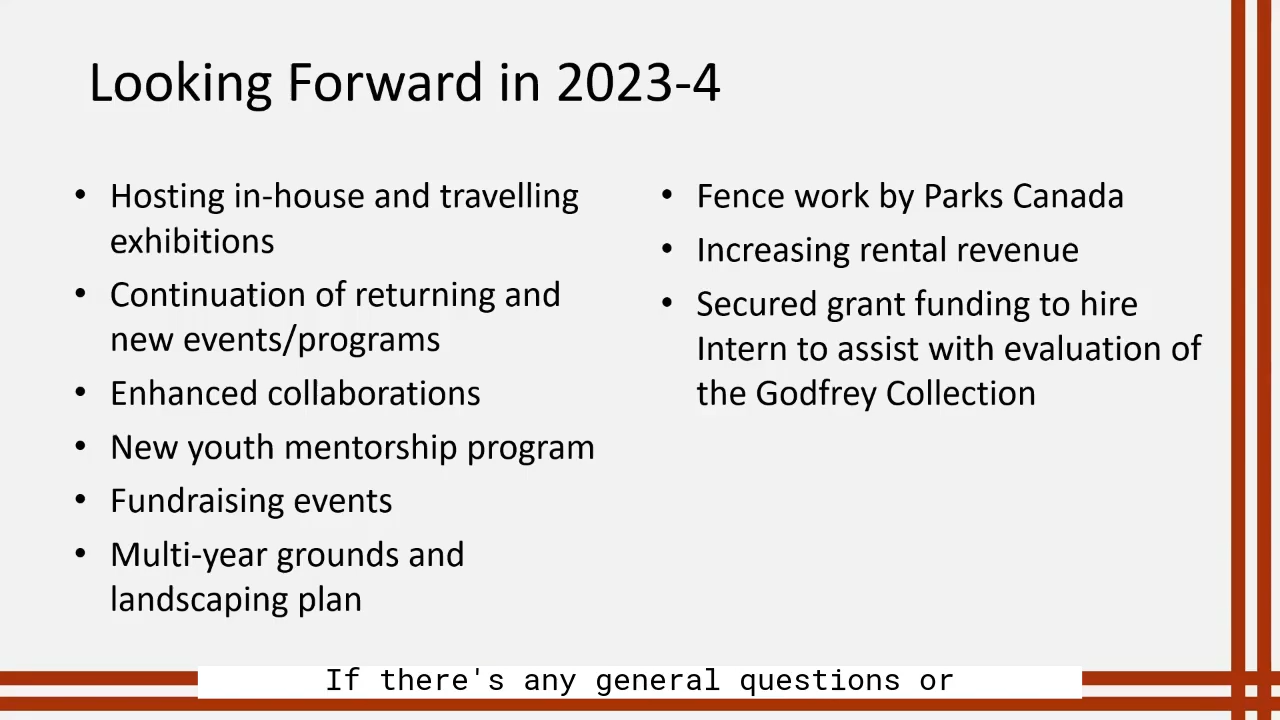 Looking Forward in 2023-4
• Hosting in-house and travelling
exhibitions
• Continuation of returning and
new events/programs
• Enhanced collaborations
• New youth mentorship program
• Fundraising events
• Multi-year grounds and
landscaping plan
• Fence work by Parks Canada
• Increasing rental revenue
• Secured grant funding to hire
Intern to assist with evaluation of
the Godfrey Collection
If there's any general questions or